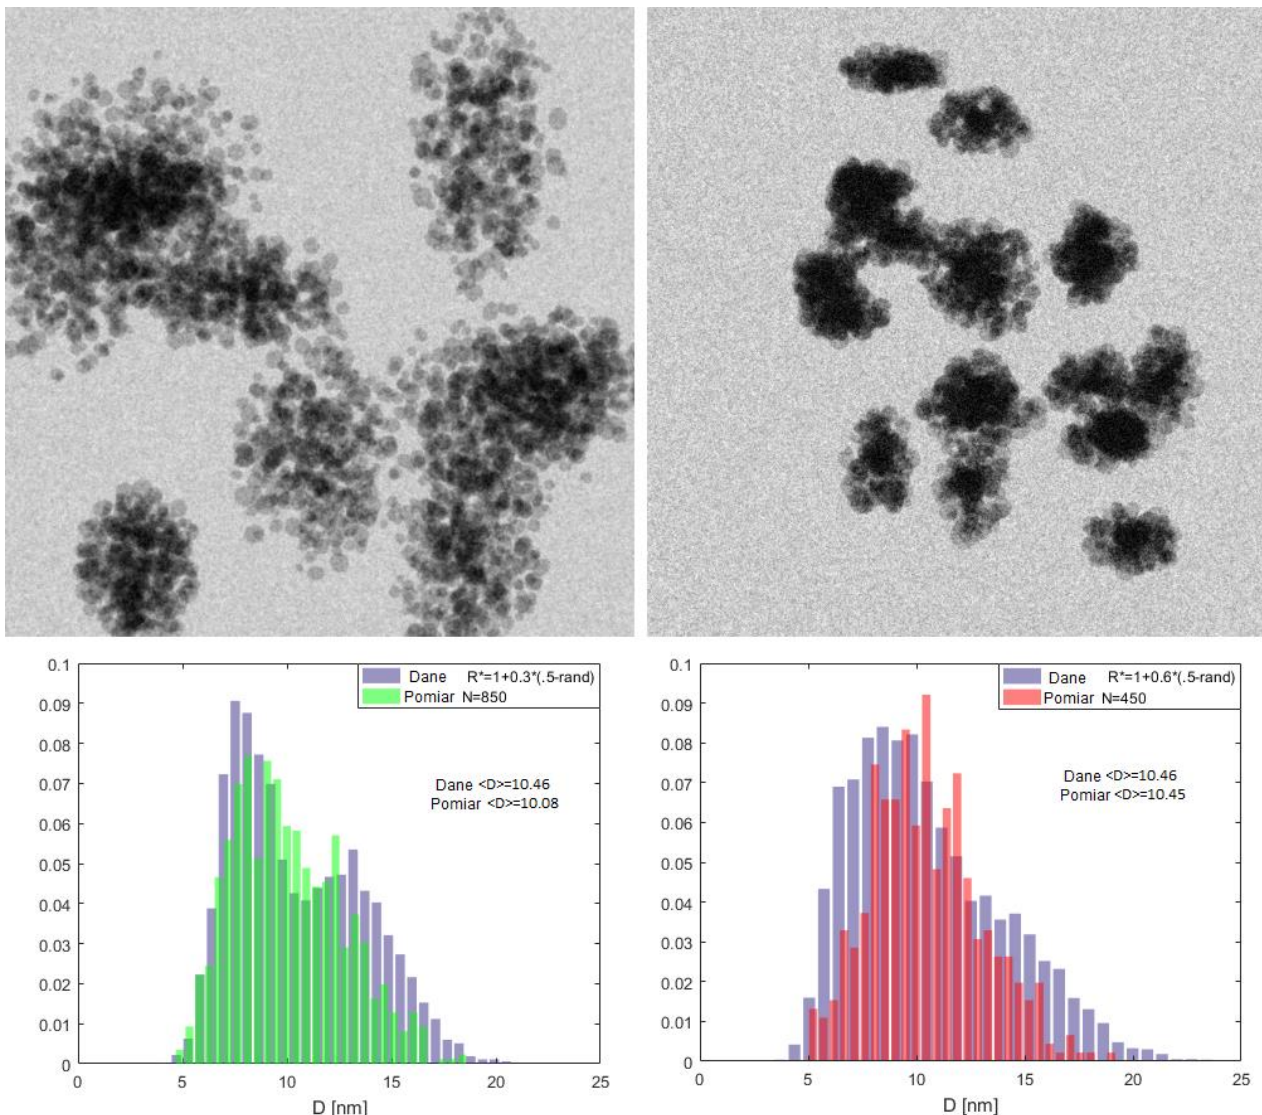 0.1
0.09
0.08
0.07
0.06
0.05
0.04
0.03
0.02
0.01
0
0 5 10 15 20 25
D [nm]
Dane R*=1+0.3*(.5-rand)
Pomiar N=850
Dane <D>=10.46
Pomiar <D>=10.08
0.1
0.09
0.08
0.07
0.06
0.05
0.04
0.03
0.02
0.01
0
0 5 10 15 20 25
D [nm]
Dane R*=1+0.6*(.5-rand)
Pomiar N=450
Dane <D>=10.46
Pomiar <D>=10.45